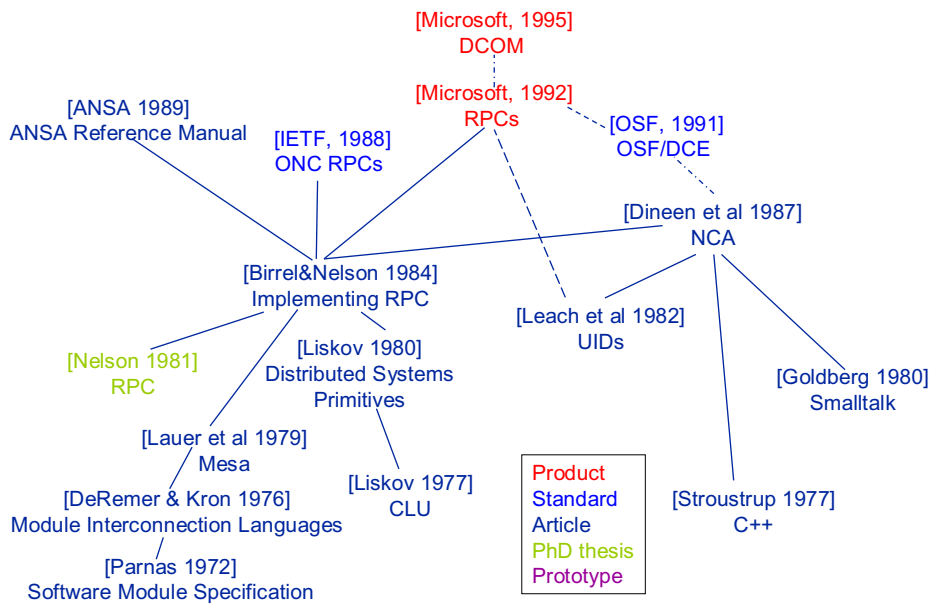 [Microsoft, 1995]
DCOM
[Microsoft, 1992]
RPCs
[ANSA 1989]
ANSA Reference Manual
[IETF, 1988]
ONC RPCs
[OSF, 1991]
OSF/DCE
[Dineen et al 1987]
NCA
[Birrel&Nelson 1984]
Implementing RPC
[Leach et al 1982]
UIDs
[Nelson 1981]
RPC
[Liskov 1980]
Distributed Systems
Primitives
[Goldberg 1980]
Smalltalk
[Lauer et al 1979]
Mesa
[Liskov 1977]
CLU
[DeRemer & Kron 1976]
Module Interconnection Languages
[Stroustrup 1977]
C++
[Parnas 1972]
Software Module Specification
Product
Standard
Article
PhD thesis
Prototype